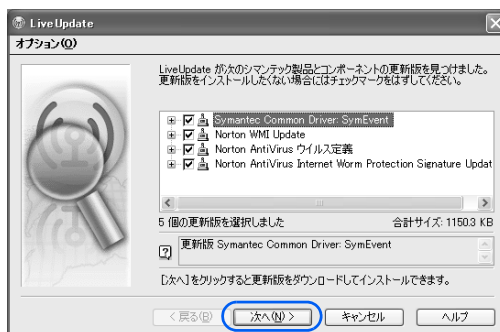 LiveUpdate
オプション(O)
LiveUpdate が次のシマンテック製品とコンポーネントの更新版を見つけました。
更新版をインストールしたくない場合にはチェックマークをはずしてください。
Symantec Common Driver: SymEvent
Norton WMI Update
Norton AntiVirus ウイルス定義
Norton AntiVirus Internet Worm Protection Signature Updat
5 個の更新版を選択しました 合計サイズ: 1150.3 KB
更新版 Symantec Common Driver: SymEvent
[次へ]をクリックすると更新版をダウンロードしてインストールできます。
< 戻る(B) 次へ(N) > キャンセル ヘルプ